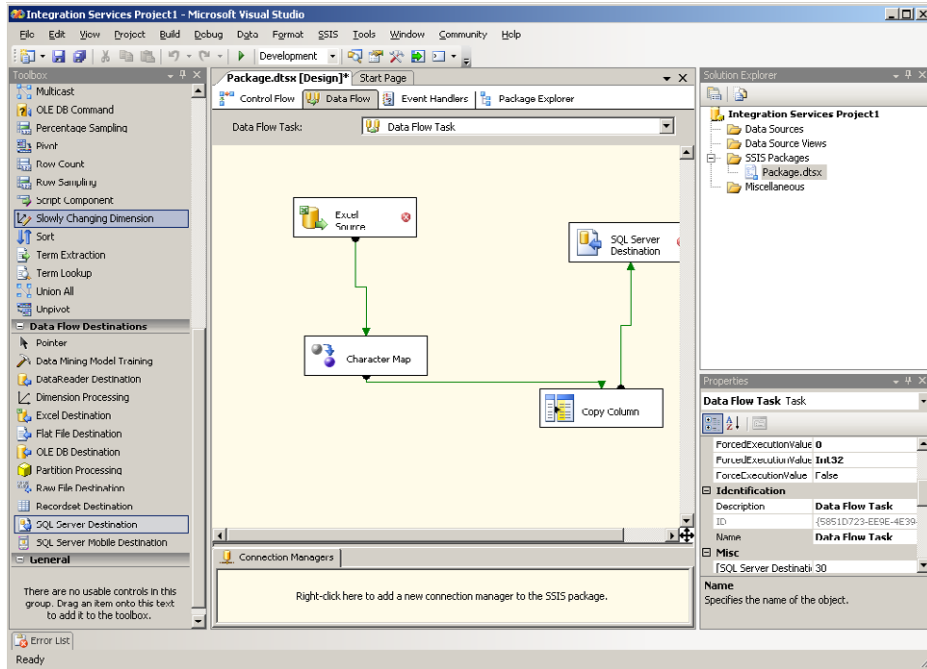 Integration Services Project1 - Microsoft Visual Studio
File Edit View Project Build Debug Data Format SSIS Tools Window Community Help
Development
Toolbox
Multicast
OLE DB Command
Percentage Sampling
Pivot
Row Count
Row Sampling
Script Component
Slowly Changing Dimension
Sort
Term Extraction
Term Lookup
Union All
Unpivot
Data Flow Destinations
Pointer
Data Mining Model Training
DataReader Destination
Dimension Processing
Excel Destination
Flat File Destination
OLE DB Destination
Partition Processing
Raw File Destination
Recordset Destination
SQL Server Destination
SQL Server Mobile Destination
General
There are no usable controls in this
group. Drag an item onto this text
to add it to the toolbox.
Package.dtsx [Design]* Start Page
Control Flow Data Flow Event Handlers Package Explorer
Data Flow Task: Data Flow Task
Excel
Source
SQL Server
Destination
Character Map
Copy Column
Connection Managers
Right-click here to add a new connection manager to the SSIS package.
Solution Explorer
Integration Services Project1
Data Sources
Data Source Views
SSIS Packages
Package.dtsx
Miscellaneous
Properties
Data Flow Task Task
ForcedExecutionValue 0
ForcedExecutionValue Int32
ForceExecutionValue False
Identification
Description Data Flow Task
ID {5851D723-EE9E-4E39-
Name Data Flow Task
Misc
[SQL Server Destinati 30
Name
Specifies the name of the object.
Error List
Ready